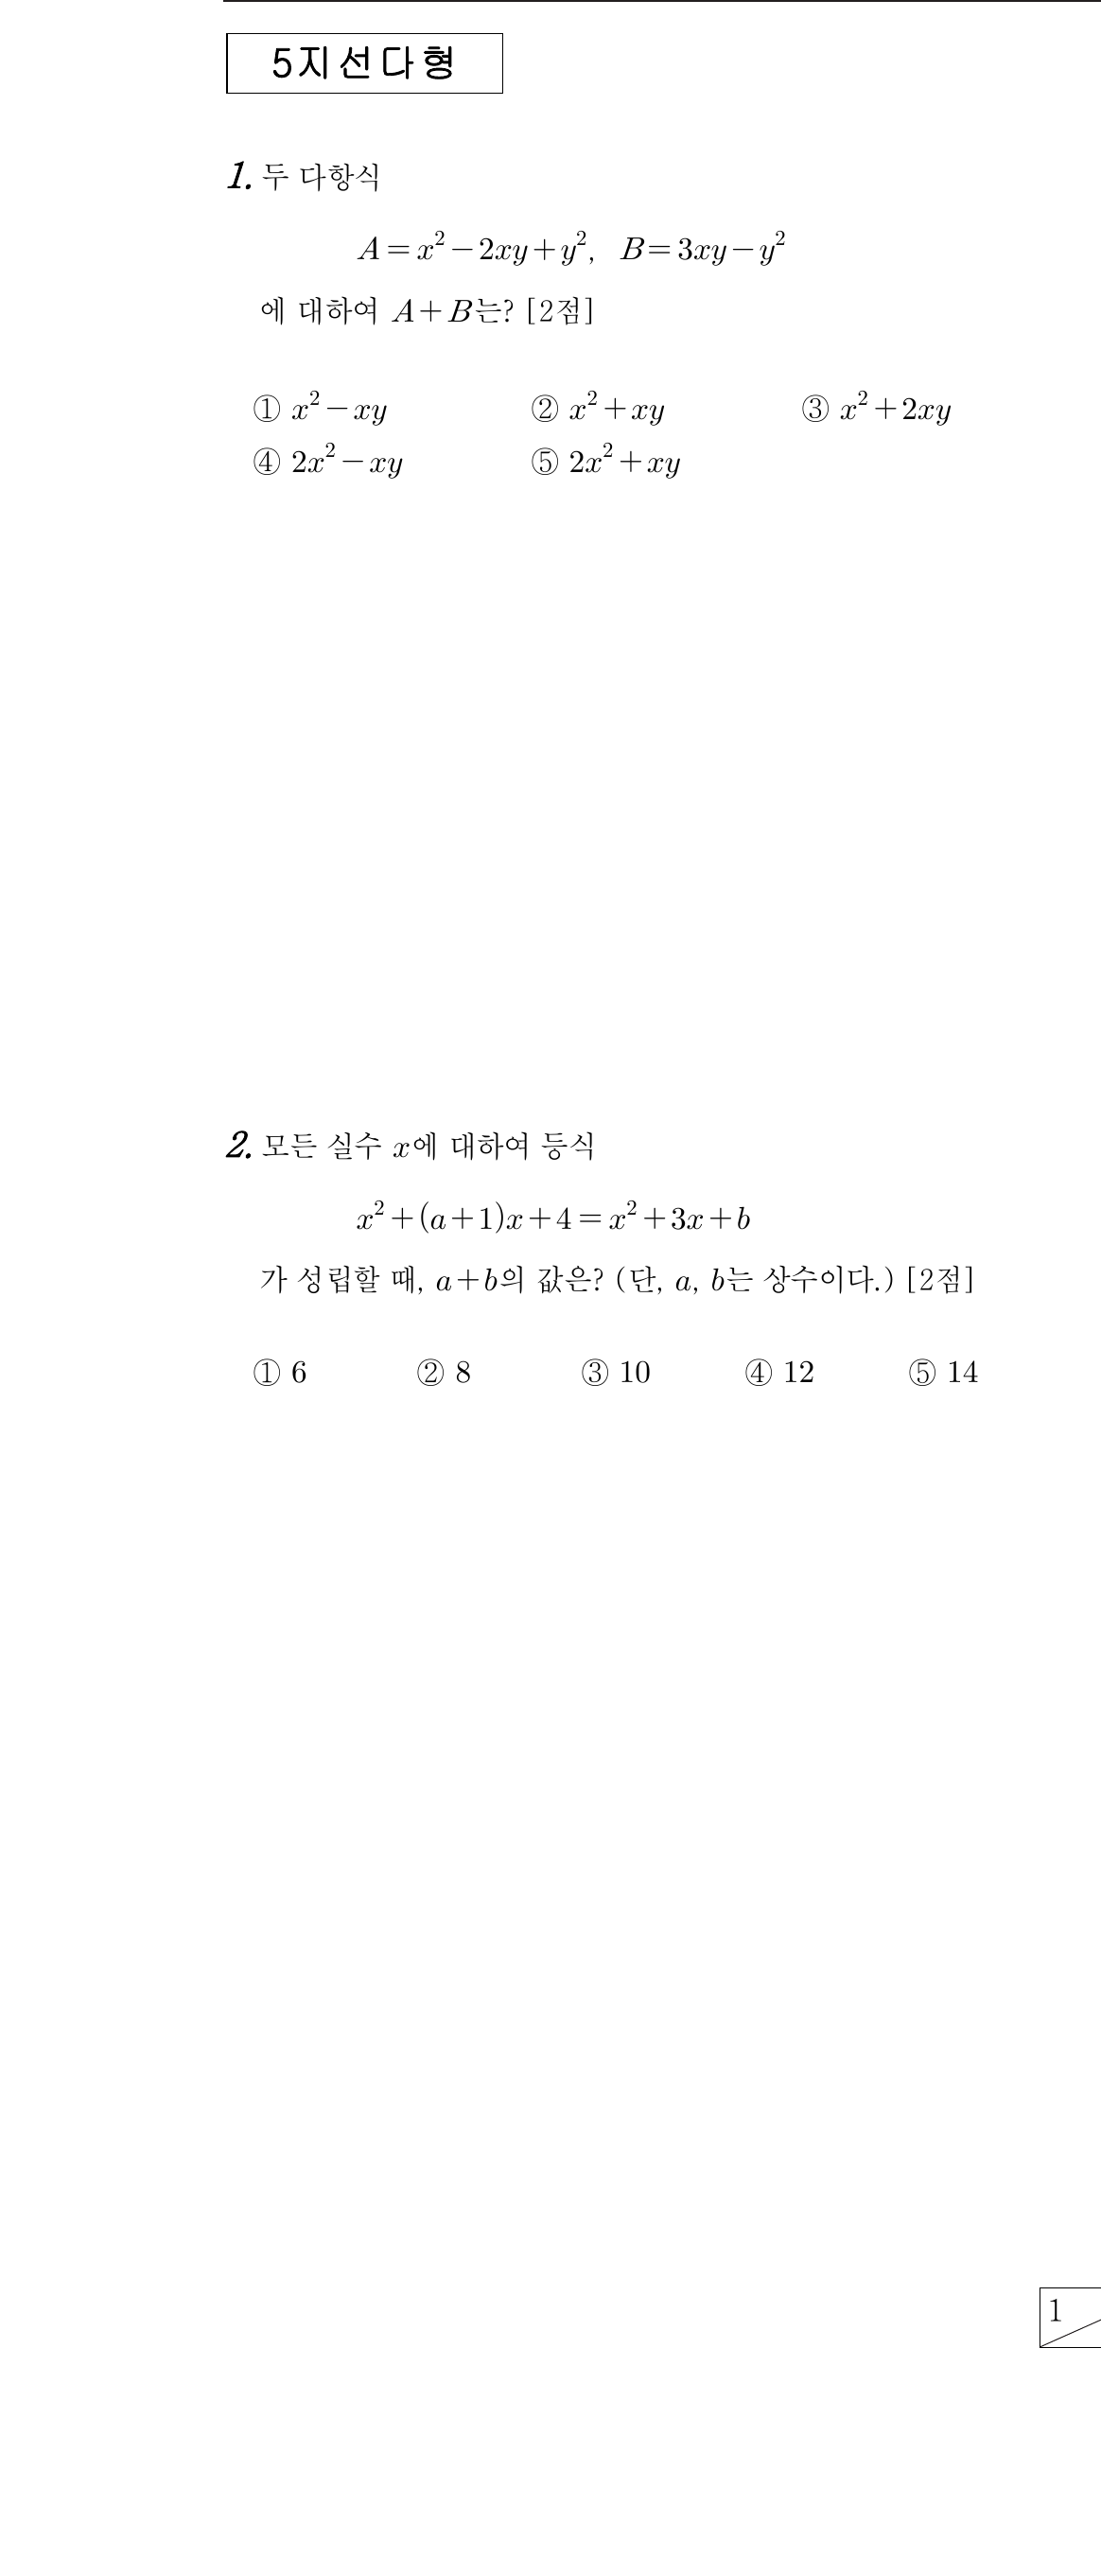 5지선다형
1. 두 다항식
A = x² − 2xy + y², B = 3xy − y²
에 대하여 A + B는? [2점]
① x² − xy ② x² + xy ③ x² + 2xy
④ 2x² − xy ⑤ 2x² + xy
2. 모든 실수 x에 대하여 등식
x² + (a + 1)x + 4 = x² + 3x + b
가 성립할 때, a + b의 값은? (단, a, b는 상수이다.) [2점]
① 6 ② 8 ③ 10 ④ 12 ⑤ 14
1